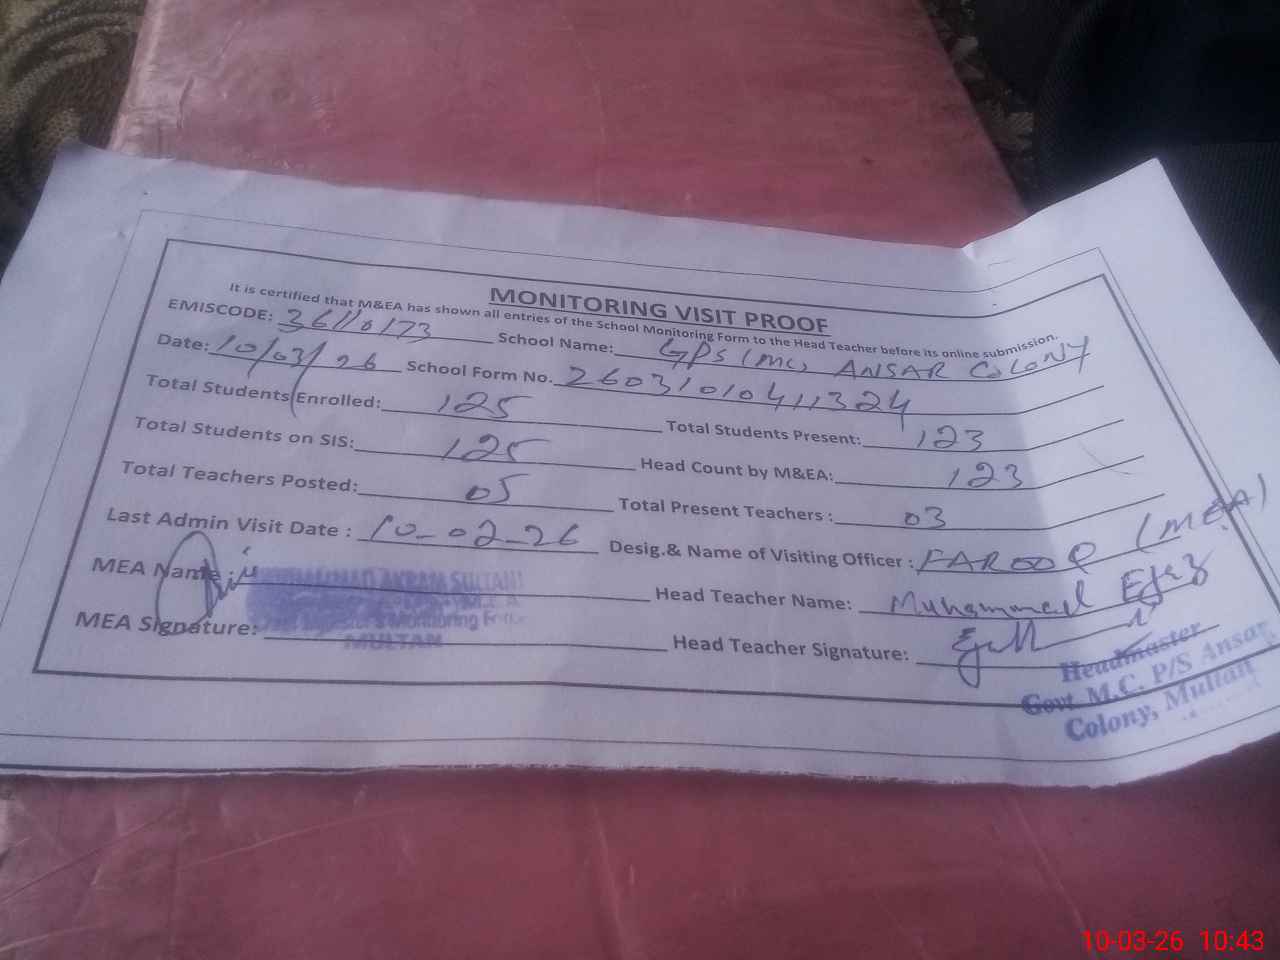 MONITORING VISIT PROOF
It is certified that M&EA has shown all entries of the School Monitoring Form to the Head Teacher before its online submission.
EMISCODE: 36110173 School Name: GPS (MC) ANSAR COLONY
Date: 10/03/26 School Form No. 26031010411324
Total Students Enrolled: 125 Total Students Present: 123
Total Students on SIS: 125 Head Count by M&EA: 123
Total Teachers Posted: 05 Total Present Teachers : 03
Last Admin Visit Date : 10-02-26 Desig.& Name of Visiting Officer : FAROOQ (MEA)
MEA Name : Head Teacher Name: Muhammad Ejaz
MUHAMMAD AKRAM SULTANI
Monitoring Force
MULTAN
MEA Signature: Head Teacher Signature:
Headmaster
Govt M.C. P/S Ansar
Colony, Multan
10-03-26 10:43